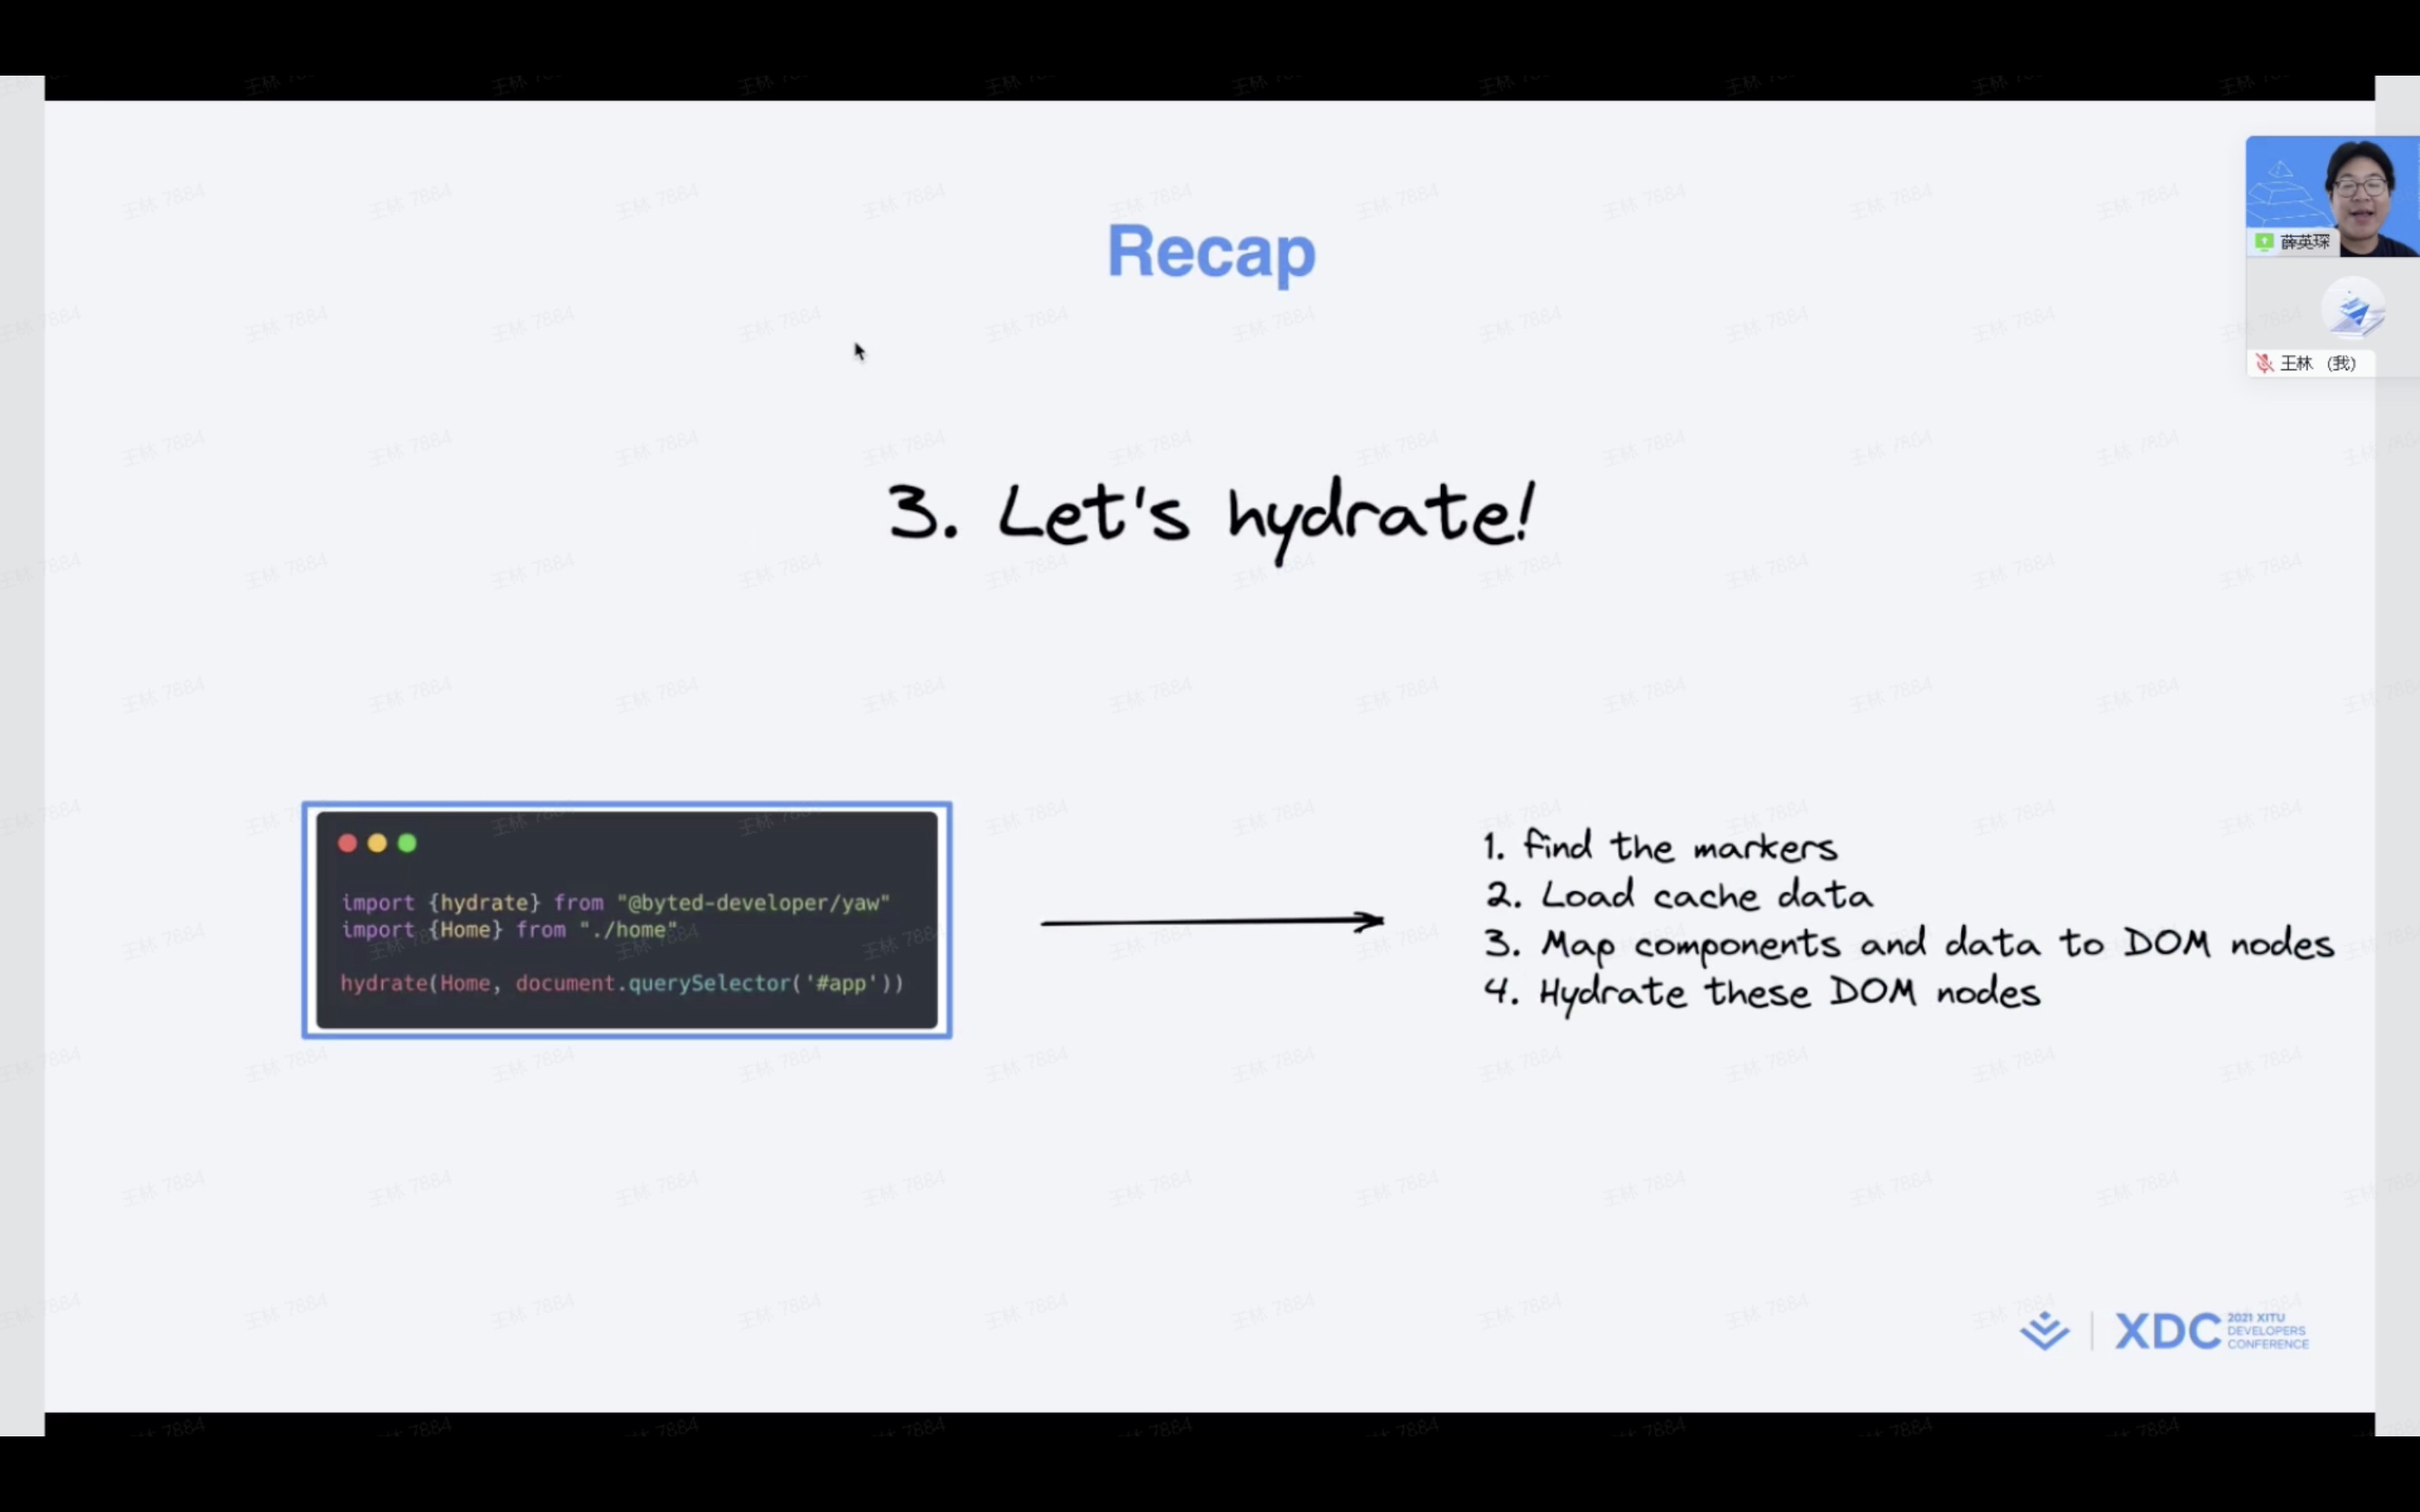 Recap
薛英琛
王林 (我)
3. Let's hydrate!
import {hydrate} from "@byted-developer/yaw"
import {Home} from "./home"
hydrate(Home, document.querySelector('#app'))
1. find the markers
2. Load cache data
3. Map components and data to DOM nodes
4. Hydrate these DOM nodes
XDC
2021 XITU
DEVELOPERS
CONFERENCE
王林 7884